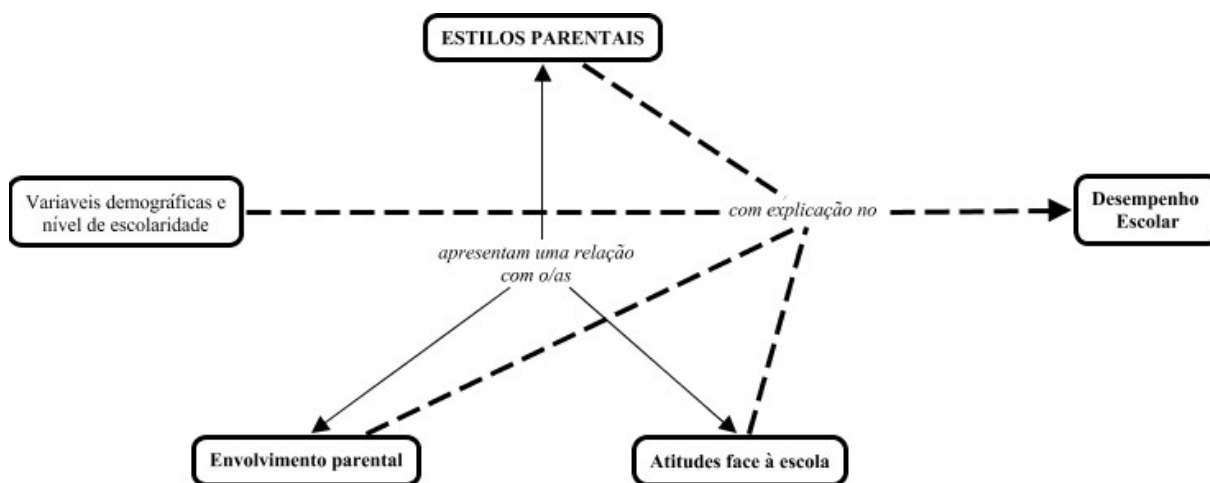 ESTILOS PARENTAIS
Variaveis demográficas e
nível de escolaridade
com explicação no
Desempenho
Escolar
apresentam uma relação
com o/as
Envolvimento parental
Atitudes face à escola